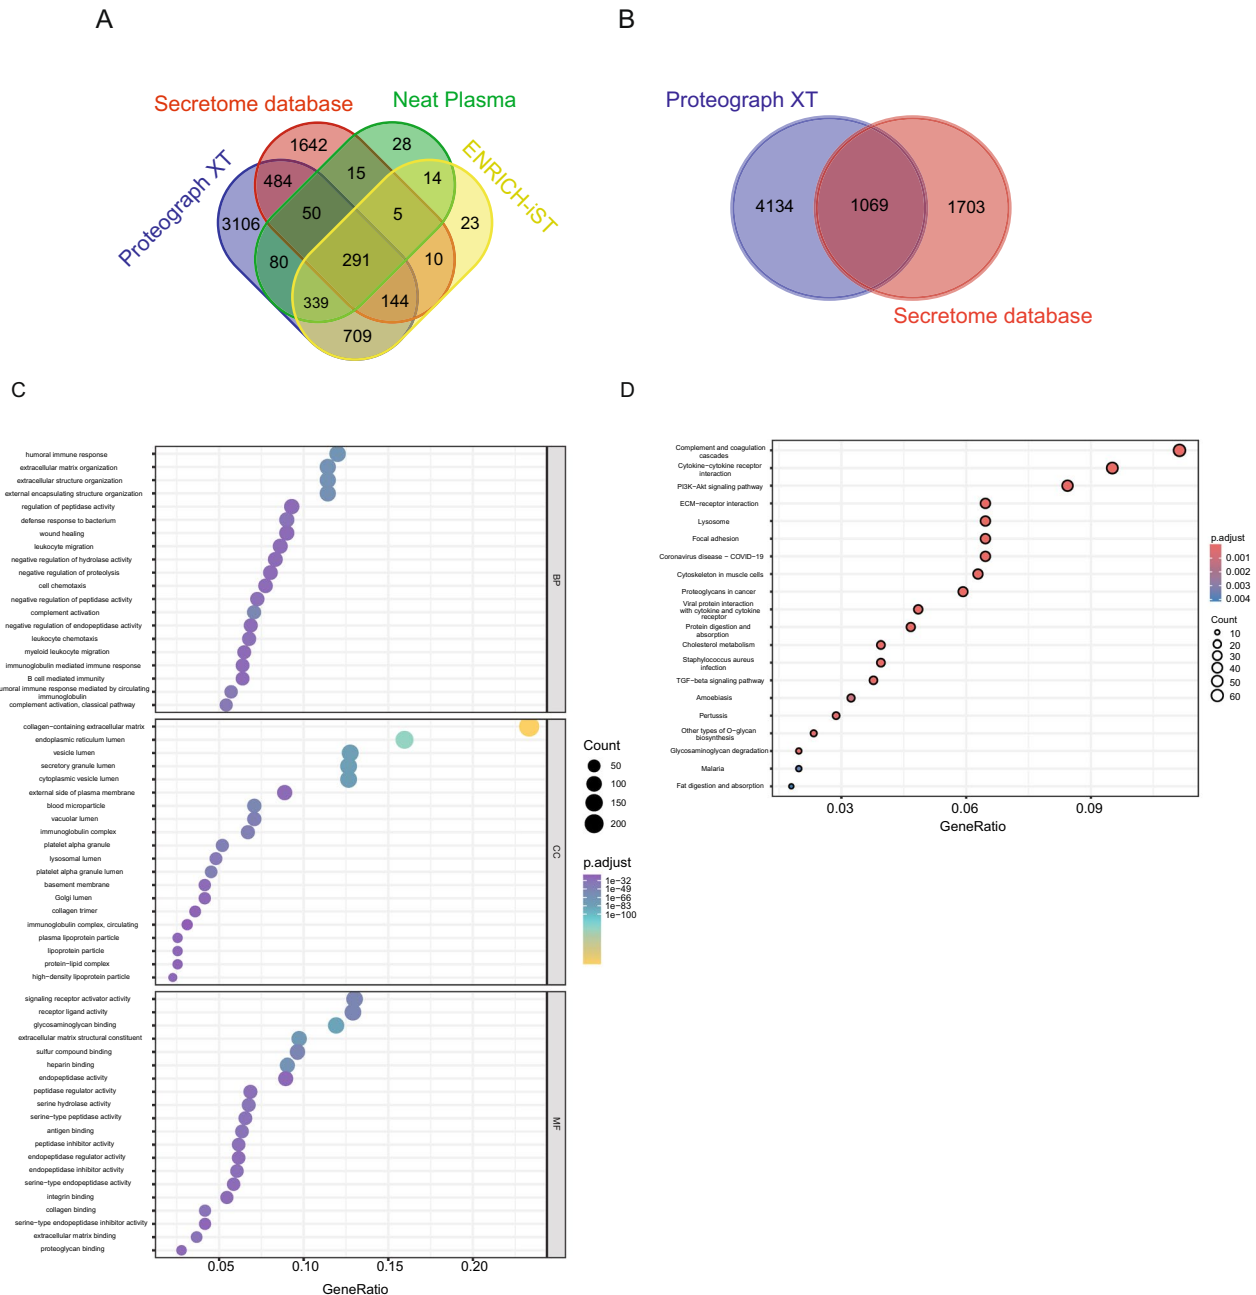 A
B
Secretome database
Neat Plasma
Proteograph XT
ENRICH-iST
1642
28
484
15
14
3106
50
5
23
80
291
10
339
144
709
Proteograph XT
4134
1069
1703
Secretome database
C
D
humoral immune response
extracellular matrix organization
extracellular structure organization
external encapsulating structure organization
regulation of peptidase activity
defense response to bacterium
wound healing
leukocyte migration
negative regulation of hydrolase activity
negative regulation of proteolysis
cell chemotaxis
negative regulation of peptidase activity
complement activation
negative regulation of endopeptidase activity
leukocyte chemotaxis
myeloid leukocyte migration
immunoglobulin mediated immune response
B cell mediated immunity
umoral immune response mediated by circulating
immunoglobulin
complement activation, classical pathway
BP
collagen−containing extracellular matrix
endoplasmic reticulum lumen
vesicle lumen
secretory granule lumen
cytoplasmic vesicle lumen
external side of plasma membrane
blood microparticle
vacuolar lumen
immunoglobulin complex
platelet alpha granule
lysosomal lumen
platelet alpha granule lumen
basement membrane
Golgi lumen
collagen trimer
immunoglobulin complex, circulating
plasma lipoprotein particle
lipoprotein particle
protein−lipid complex
high−density lipoprotein particle
CC
signaling receptor activator activity
receptor ligand activity
glycosaminoglycan binding
extracellular matrix structural constituent
sulfur compound binding
heparin binding
endopeptidase activity
peptidase regulator activity
serine hydrolase activity
serine−type peptidase activity
antigen binding
peptidase inhibitor activity
endopeptidase regulator activity
endopeptidase inhibitor activity
serine−type endopeptidase activity
integrin binding
collagen binding
serine−type endopeptidase inhibitor activity
extracellular matrix binding
proteoglycan binding
MF
0.05
0.10
0.15
0.20
GeneRatio
Count
50
100
150
200
p.adjust
1e−32
1e−49
1e−66
1e−83
1e−100
Complement and coagulation
cascades
Cytokine−cytokine receptor
interaction
PI3K−Akt signaling pathway
ECM−receptor interaction
Lysosome
Focal adhesion
Coronavirus disease − COVID−19
Cytoskeleton in muscle cells
Proteoglycans in cancer
Viral protein interaction
with cytokine and cytokine
receptor
Protein digestion and
absorption
Cholesterol metabolism
Staphylococcus aureus
infection
TGF−beta signaling pathway
Amoebiasis
Pertussis
Other types of O−glycan
biosynthesis
Glycosaminoglycan degradation
Malaria
Fat digestion and absorption
0.03
0.06
0.09
GeneRatio
p.adjust
0.001
0.002
0.003
0.004
Count
10
20
30
40
50
60